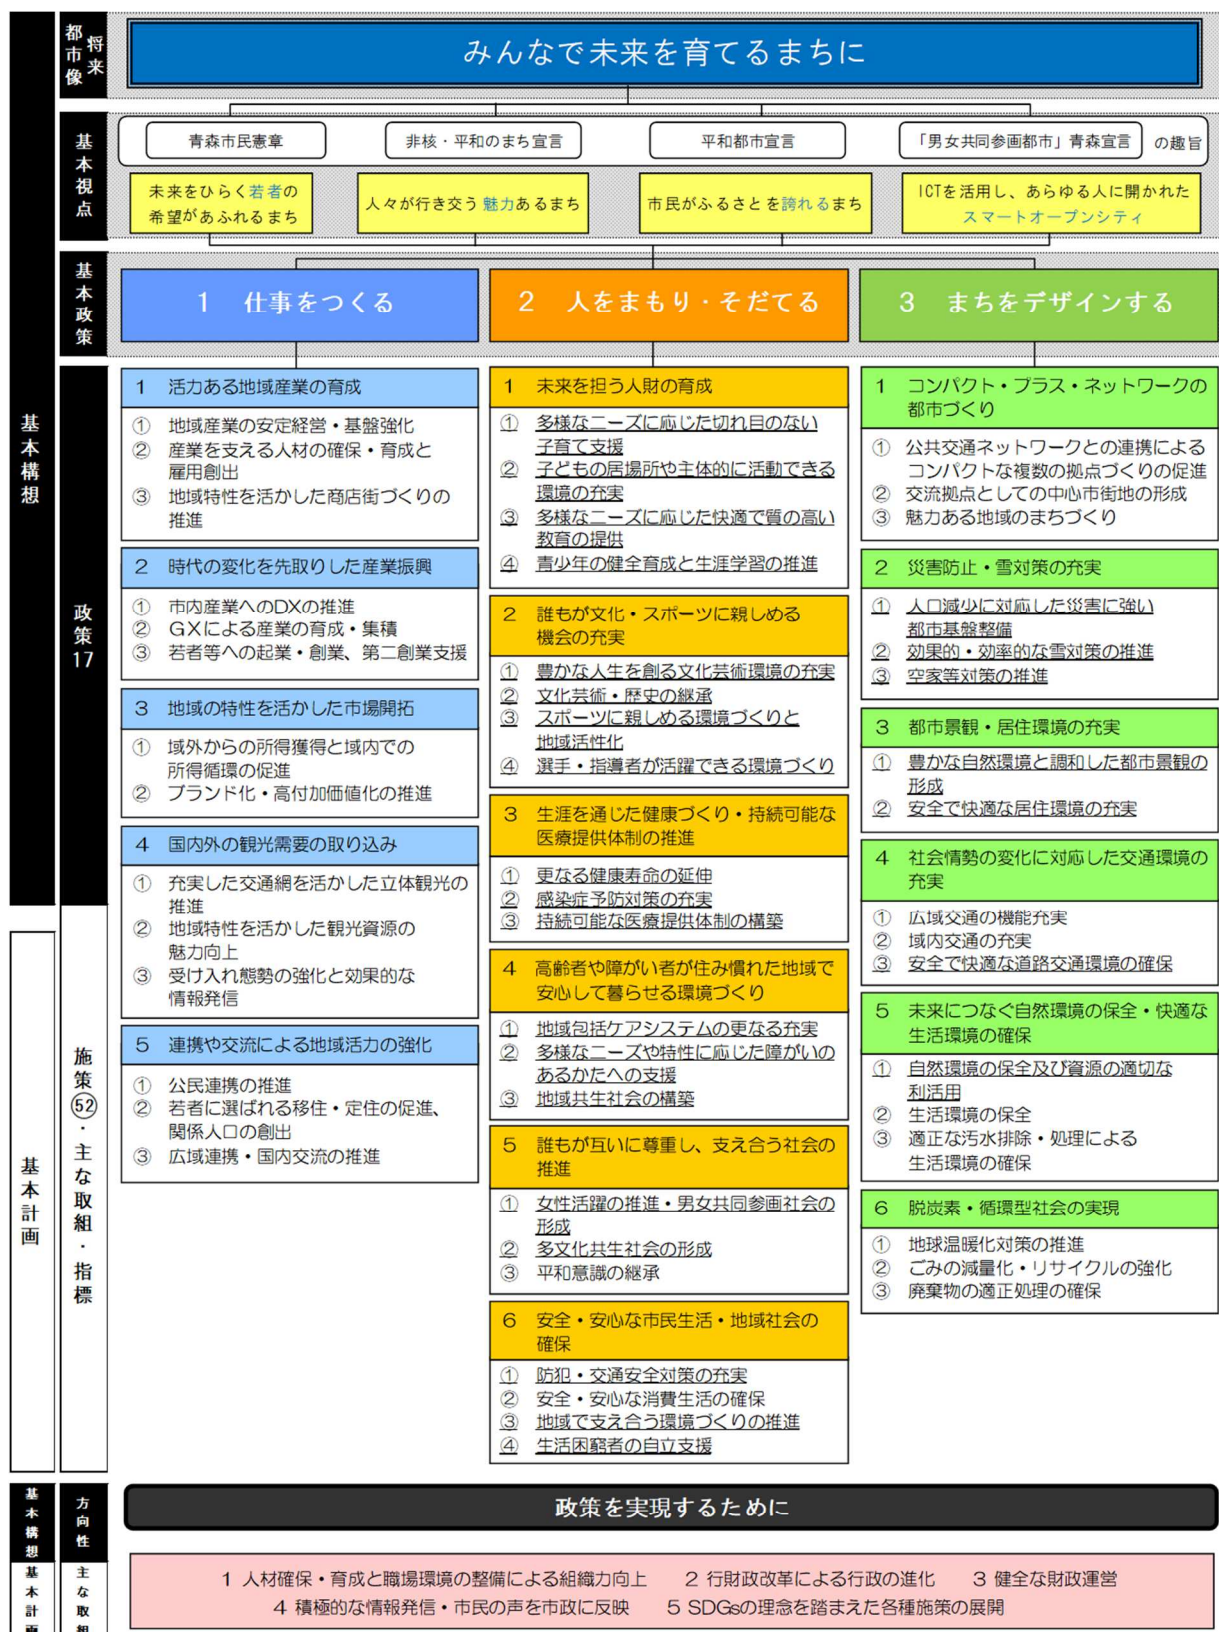 将来
都市像
みんなで未来を育てるまちに
基本構想
基本視点
青森市民憲章
非核・平和のまち宣言
平和都市宣言
「男女共同参画都市」青森宣言
の趣旨
未来をひらく若者の
希望があふれるまち
人々が行き交う魅力あるまち
市民がふるさとを誇れるまち
ICTを活用し、あらゆる人に開かれた
スマートオープンシティ
基本政策
1 仕事をつくる
2 人をまもり・そだてる
3 まちをデザインする
政策17
1 活力ある地域産業の育成
① 地域産業の安定経営・基盤強化
② 産業を支える人材の確保・育成と
雇用創出
③ 地域特性を活かした商店街づくりの
推進
2 時代の変化を先取りした産業振興
① 市内産業へのDXの推進
② GXによる産業の育成・集積
③ 若者等への起業・創業、第二創業支援
3 地域の特性を活かした市場開拓
① 域外からの所得獲得と域内での
所得循環の促進
② ブランド化・高付加価値化の推進
4 国内外の観光需要の取り込み
① 充実した交通網を活かした立体観光の
推進
② 地域特性を活かした観光資源の
魅力向上
③ 受け入れ態勢の強化と効果的な
情報発信
5 連携や交流による地域活力の強化
① 公民連携の推進
② 若者に選ばれる移住・定住の促進、
関係人口の創出
③ 広域連携・国内交流の推進
1 未来を担う人財の育成
① 多様なニーズに応じた切れ目のない
子育て支援
② 子どもの居場所や主体的に活動できる
環境の充実
③ 多様なニーズに応じた快適で質の高い
教育の提供
④ 青少年の健全育成と生涯学習の推進
2 誰もが文化・スポーツに親しめる
機会の充実
① 豊かな人生を創る文化芸術環境の充実
② 文化芸術・歴史の継承
③ スポーツに親しめる環境づくりと
地域活性化
④ 選手・指導者が活躍できる環境づくり
3 生涯を通じた健康づくり・持続可能な
医療提供体制の推進
① 更なる健康寿命の延伸
② 感染症予防対策の充実
③ 持続可能な医療提供体制の構築
4 高齢者や障がい者が住み慣れた地域で
安心して暮らせる環境づくり
① 地域包括ケアシステムの更なる充実
② 多様なニーズや特性に応じた障がいの
あるかたへの支援
③ 地域共生社会の構築
5 誰もが互いに尊重し、支え合う社会の
推進
① 女性活躍の推進・男女共同参画社会の
形成
② 多文化共生社会の形成
③ 平和意識の継承
6 安全・安心な市民生活・地域社会の
確保
① 防犯・交通安全対策の充実
② 安全・安心な消費生活の確保
③ 地域で支え合う環境づくりの推進
④ 生活困窮者の自立支援
1 コンパクト・プラス・ネットワークの
都市づくり
① 公共交通ネットワークとの連携による
コンパクトな複数の拠点づくりの促進
② 交流拠点としての中心市街地の形成
③ 魅力ある地域のまちづくり
2 災害防止・雪対策の充実
① 人口減少に対応した災害に強い
都市基盤整備
② 効果的・効率的な雪対策の推進
③ 空家等対策の推進
3 都市景観・居住環境の充実
① 豊かな自然環境と調和した都市景観の
形成
② 安全で快適な居住環境の充実
4 社会情勢の変化に対応した交通環境の
充実
① 広域交通の機能充実
② 域内交通の充実
③ 安全で快適な道路交通環境の確保
5 未来につなぐ自然環境の保全・快適な
生活環境の確保
① 自然環境の保全及び資源の適切な
利活用
② 生活環境の保全
③ 適正な汚水排除・処理による
生活環境の確保
6 脱炭素・循環型社会の実現
① 地球温暖化対策の推進
② ごみの減量化・リサイクルの強化
③ 廃棄物の適正処理の確保
基本計画
施策㊾・主な取組・指標
基本構想
方向性
政策を実現するために
基本計画
主な取組
1 人材確保・育成と職場環境の整備による組織力向上 2 行財政改革による行政の進化 3 健全な財政運営
4 積極的な情報発信・市民の声を市政に反映 5 SDGsの理念を踏まえた各種施策の展開